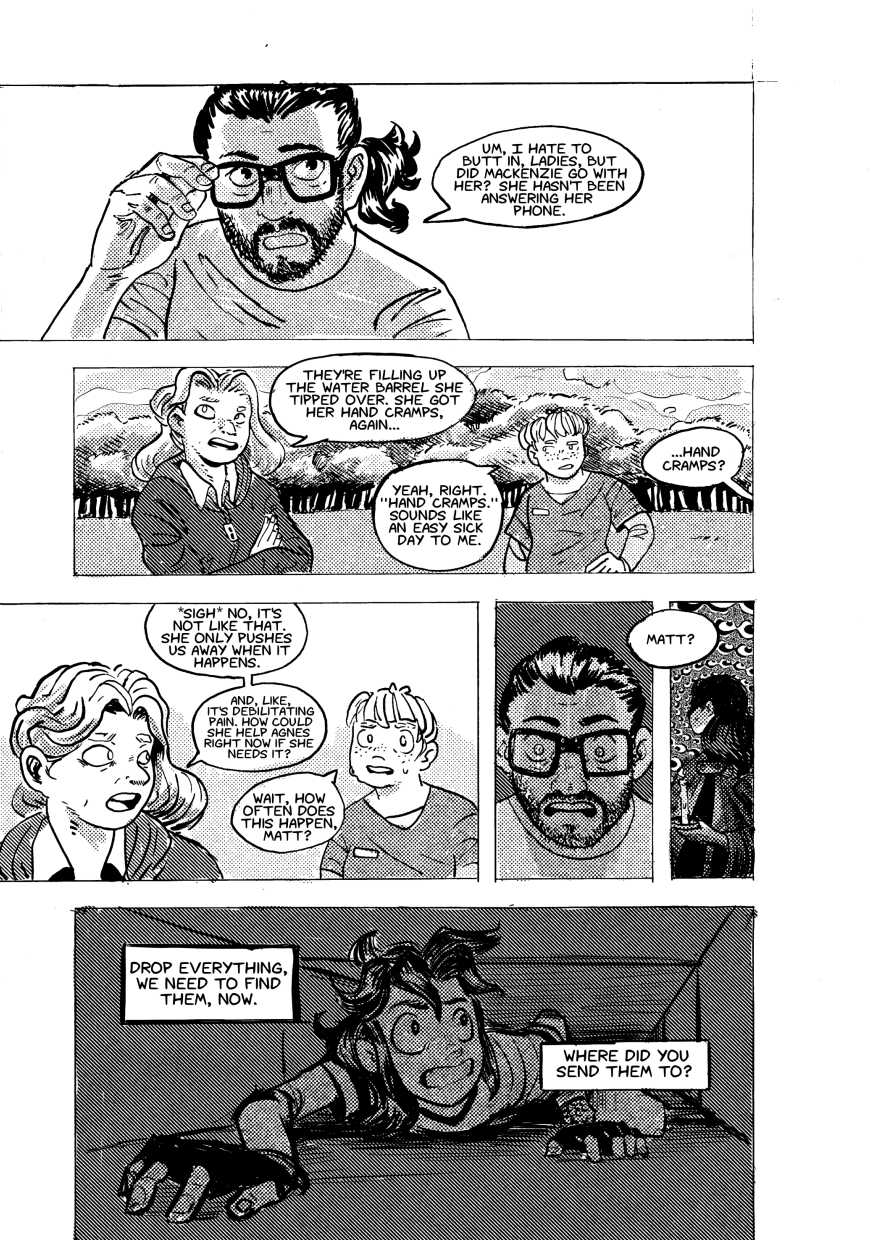 UM, I HATE TO
BUTT IN, LADIES, BUT
DID MACKENZIE GO WITH
HER? SHE HASN'T BEEN
ANSWERING HER
PHONE.
THEY'RE FILLING UP
THE WATER BARREL SHE
TIPPED OVER. SHE GOT
HER HAND CRAMPS,
AGAIN...
YEAH, RIGHT.
"HAND CRAMPS."
SOUNDS LIKE
AN EASY SICK
DAY TO ME.
...HAND
CRAMPS?
*SIGH* NO, IT'S
NOT LIKE THAT.
SHE ONLY PUSHES
US AWAY WHEN IT
HAPPENS.
AND, LIKE,
IT'S DEBILITATING
PAIN. HOW COULD
SHE HELP AGNES
RIGHT NOW IF SHE
NEEDS IT?
WAIT, HOW
OFTEN DOES
THIS HAPPEN,
MATT?
MATT?
DROP EVERYTHING,
WE NEED TO FIND
THEM, NOW.
WHERE DID YOU
SEND THEM TO?